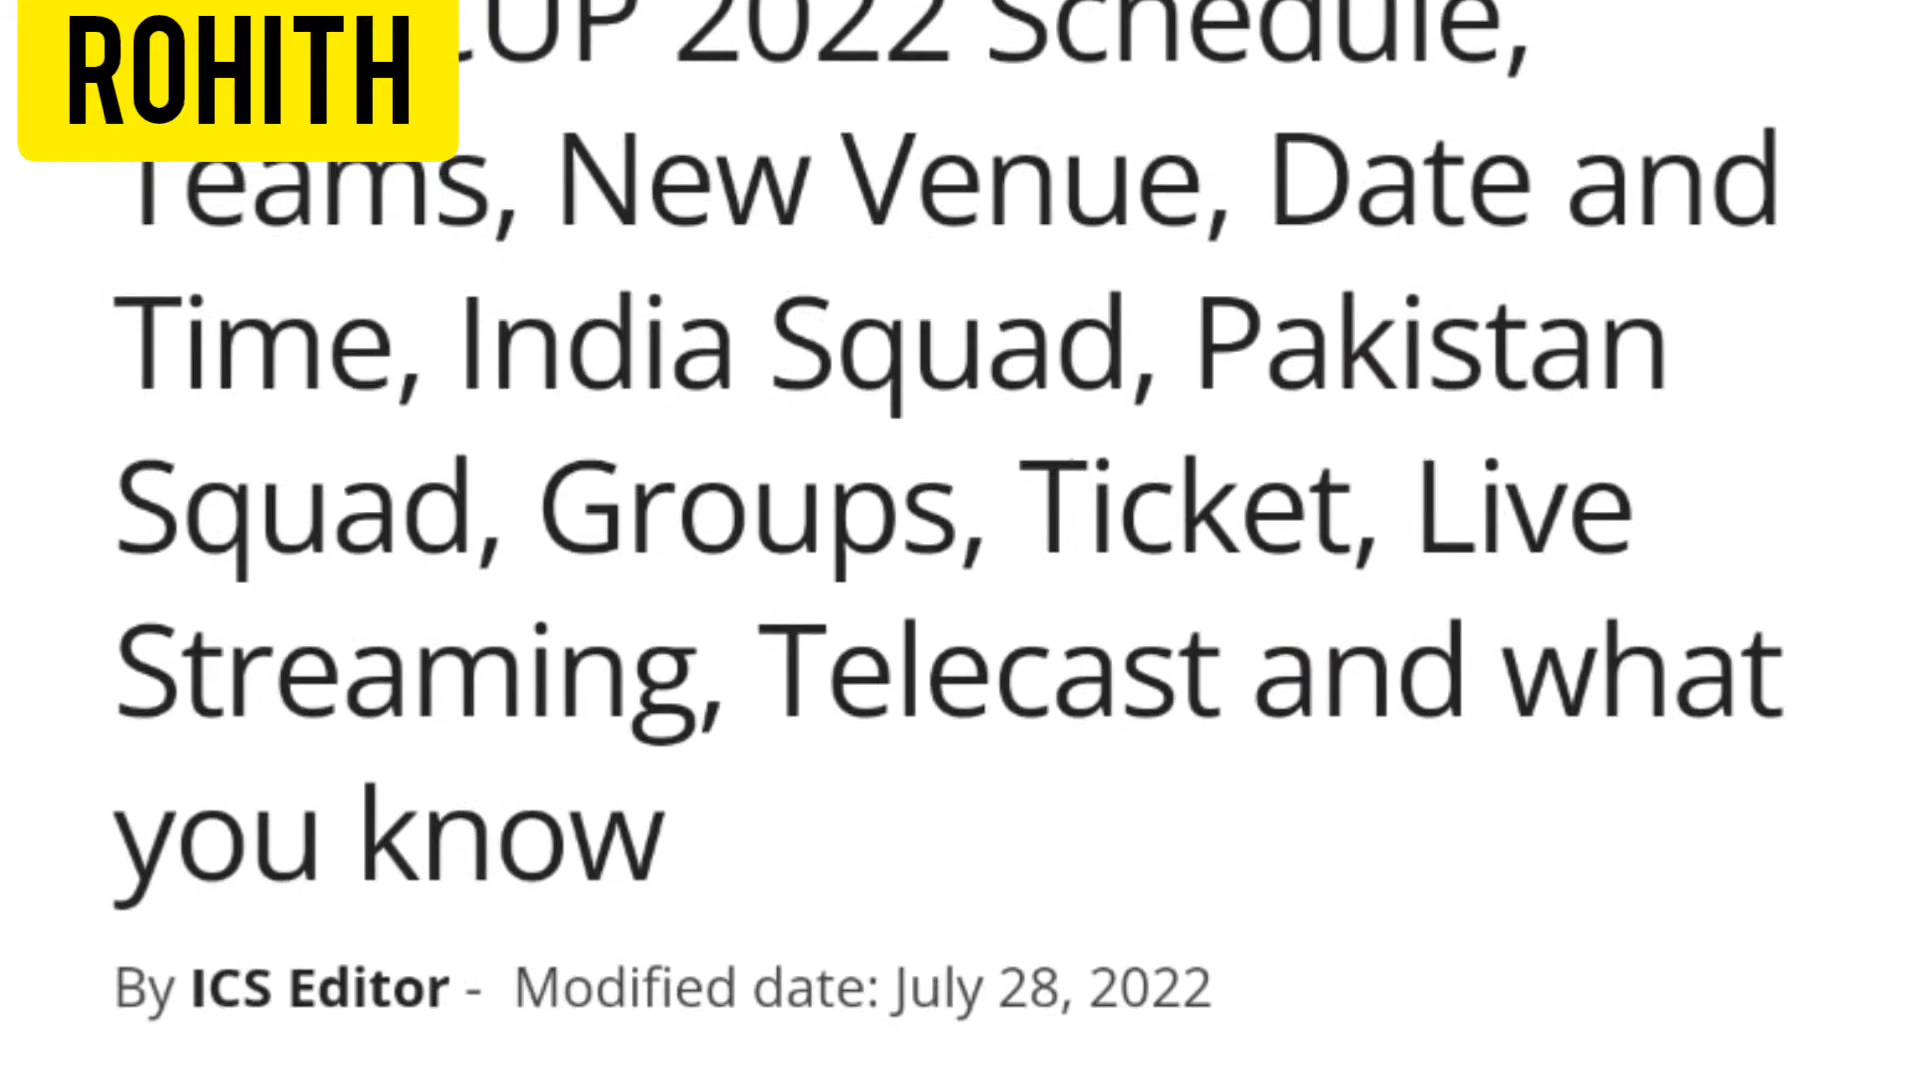 ROHITH
CUP 2022 Schedule,
Teams, New Venue, Date and
Time, India Squad, Pakistan
Squad, Groups, Ticket, Live
Streaming, Telecast and what
you know
By ICS Editor - Modified date: July 28, 2022